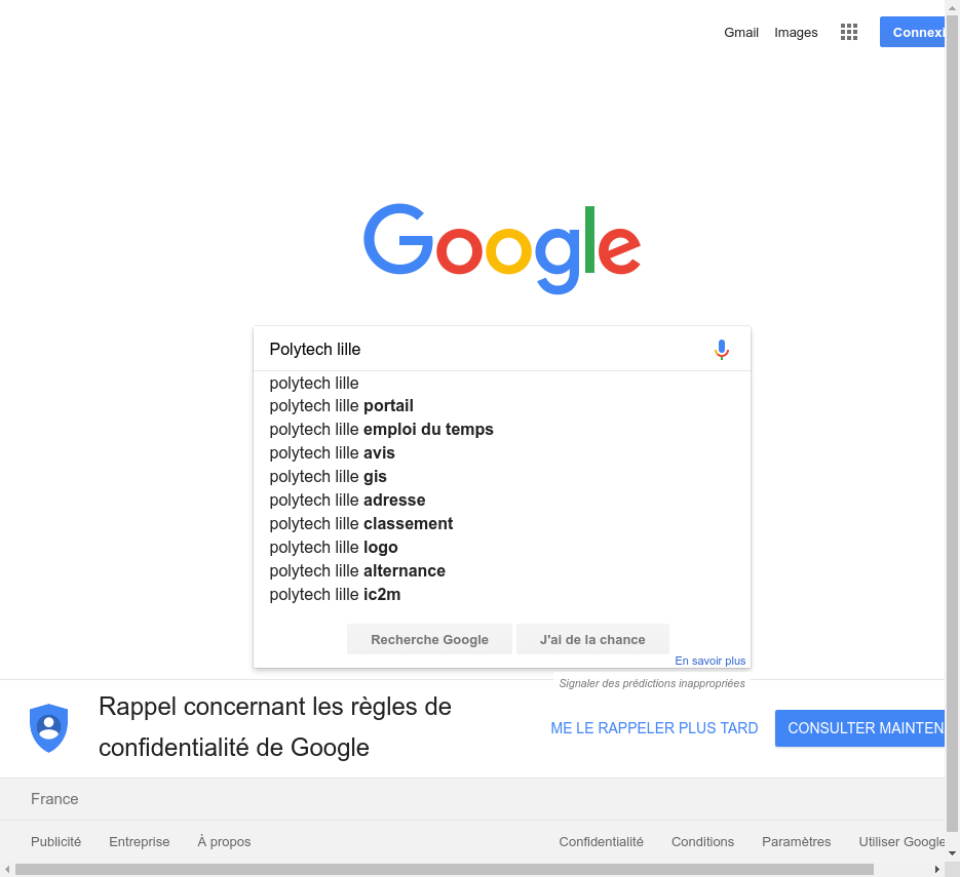 Gmail Images
Google
Polytech lille
polytech lille
polytech lille portail
polytech lille emploi du temps
polytech lille avis
polytech lille gis
polytech lille adresse
polytech lille classement
polytech lille logo
polytech lille alternance
polytech lille ic2m
Recherche Google J'ai de la chance
En savoir plus
Signaler des prédictions inappropriées
Rappel concernant les règles de
confidentialité de Google
ME LE RAPPELER PLUS TARD CONSULTER
France
Publicité Entreprise À propos Confidentialité Conditions Paramètres Utiliser Google